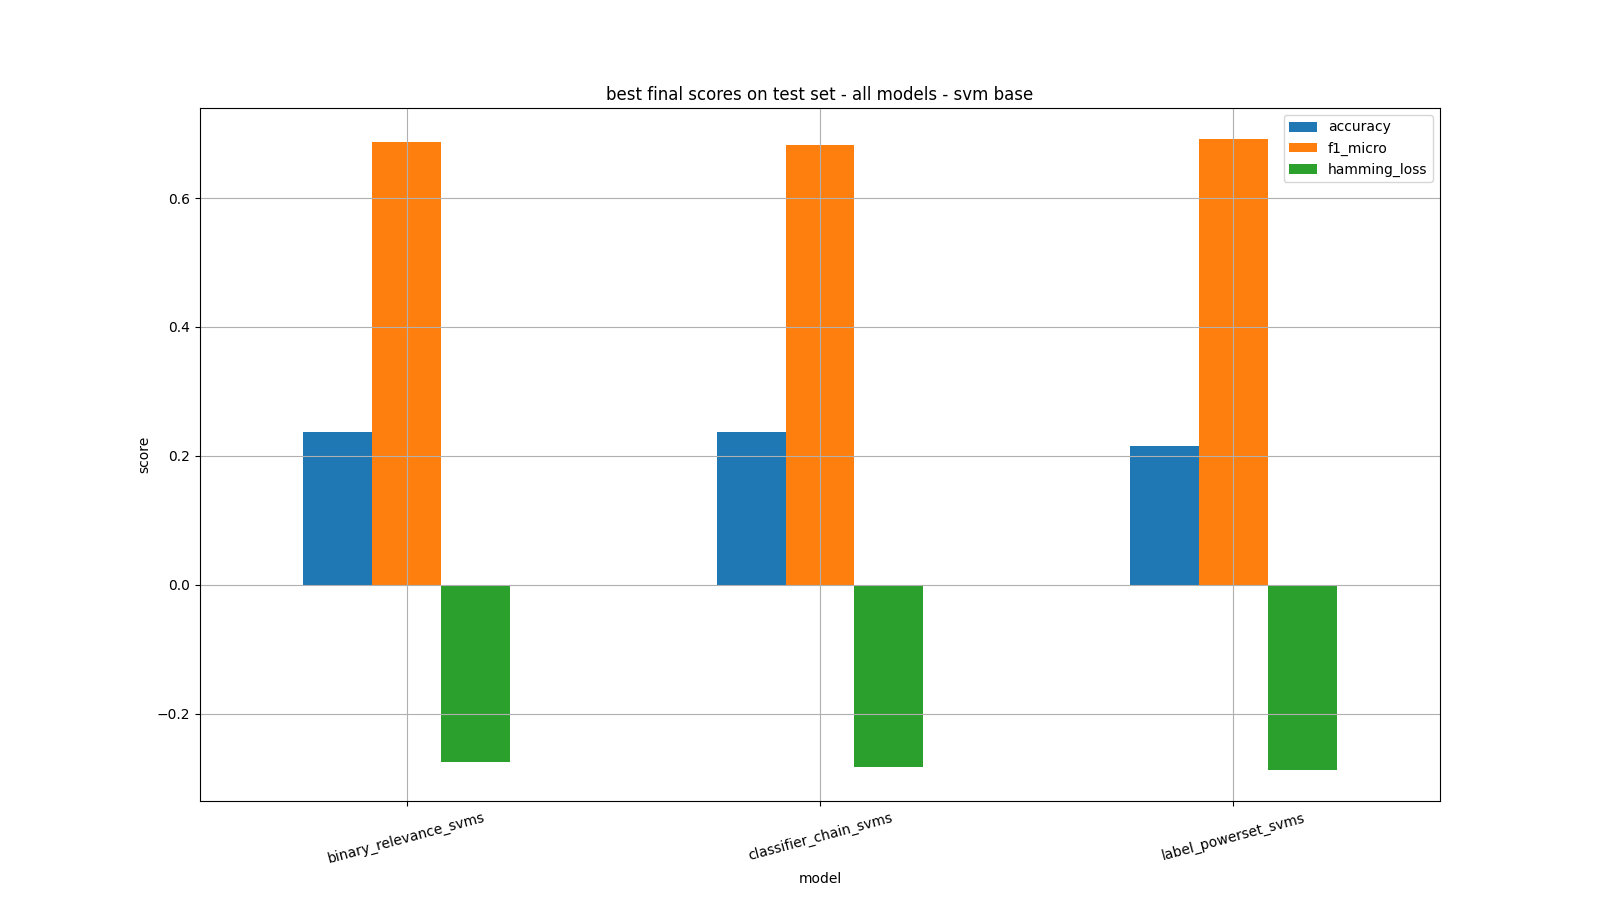 best final scores on test set - all models - svm base
accuracy
f1_micro
hamming_loss
0.6
0.4
0.2
0.0
−0.2
score
binary_relevance_svms
classifier_chain_svms
label_powerset_svms
model